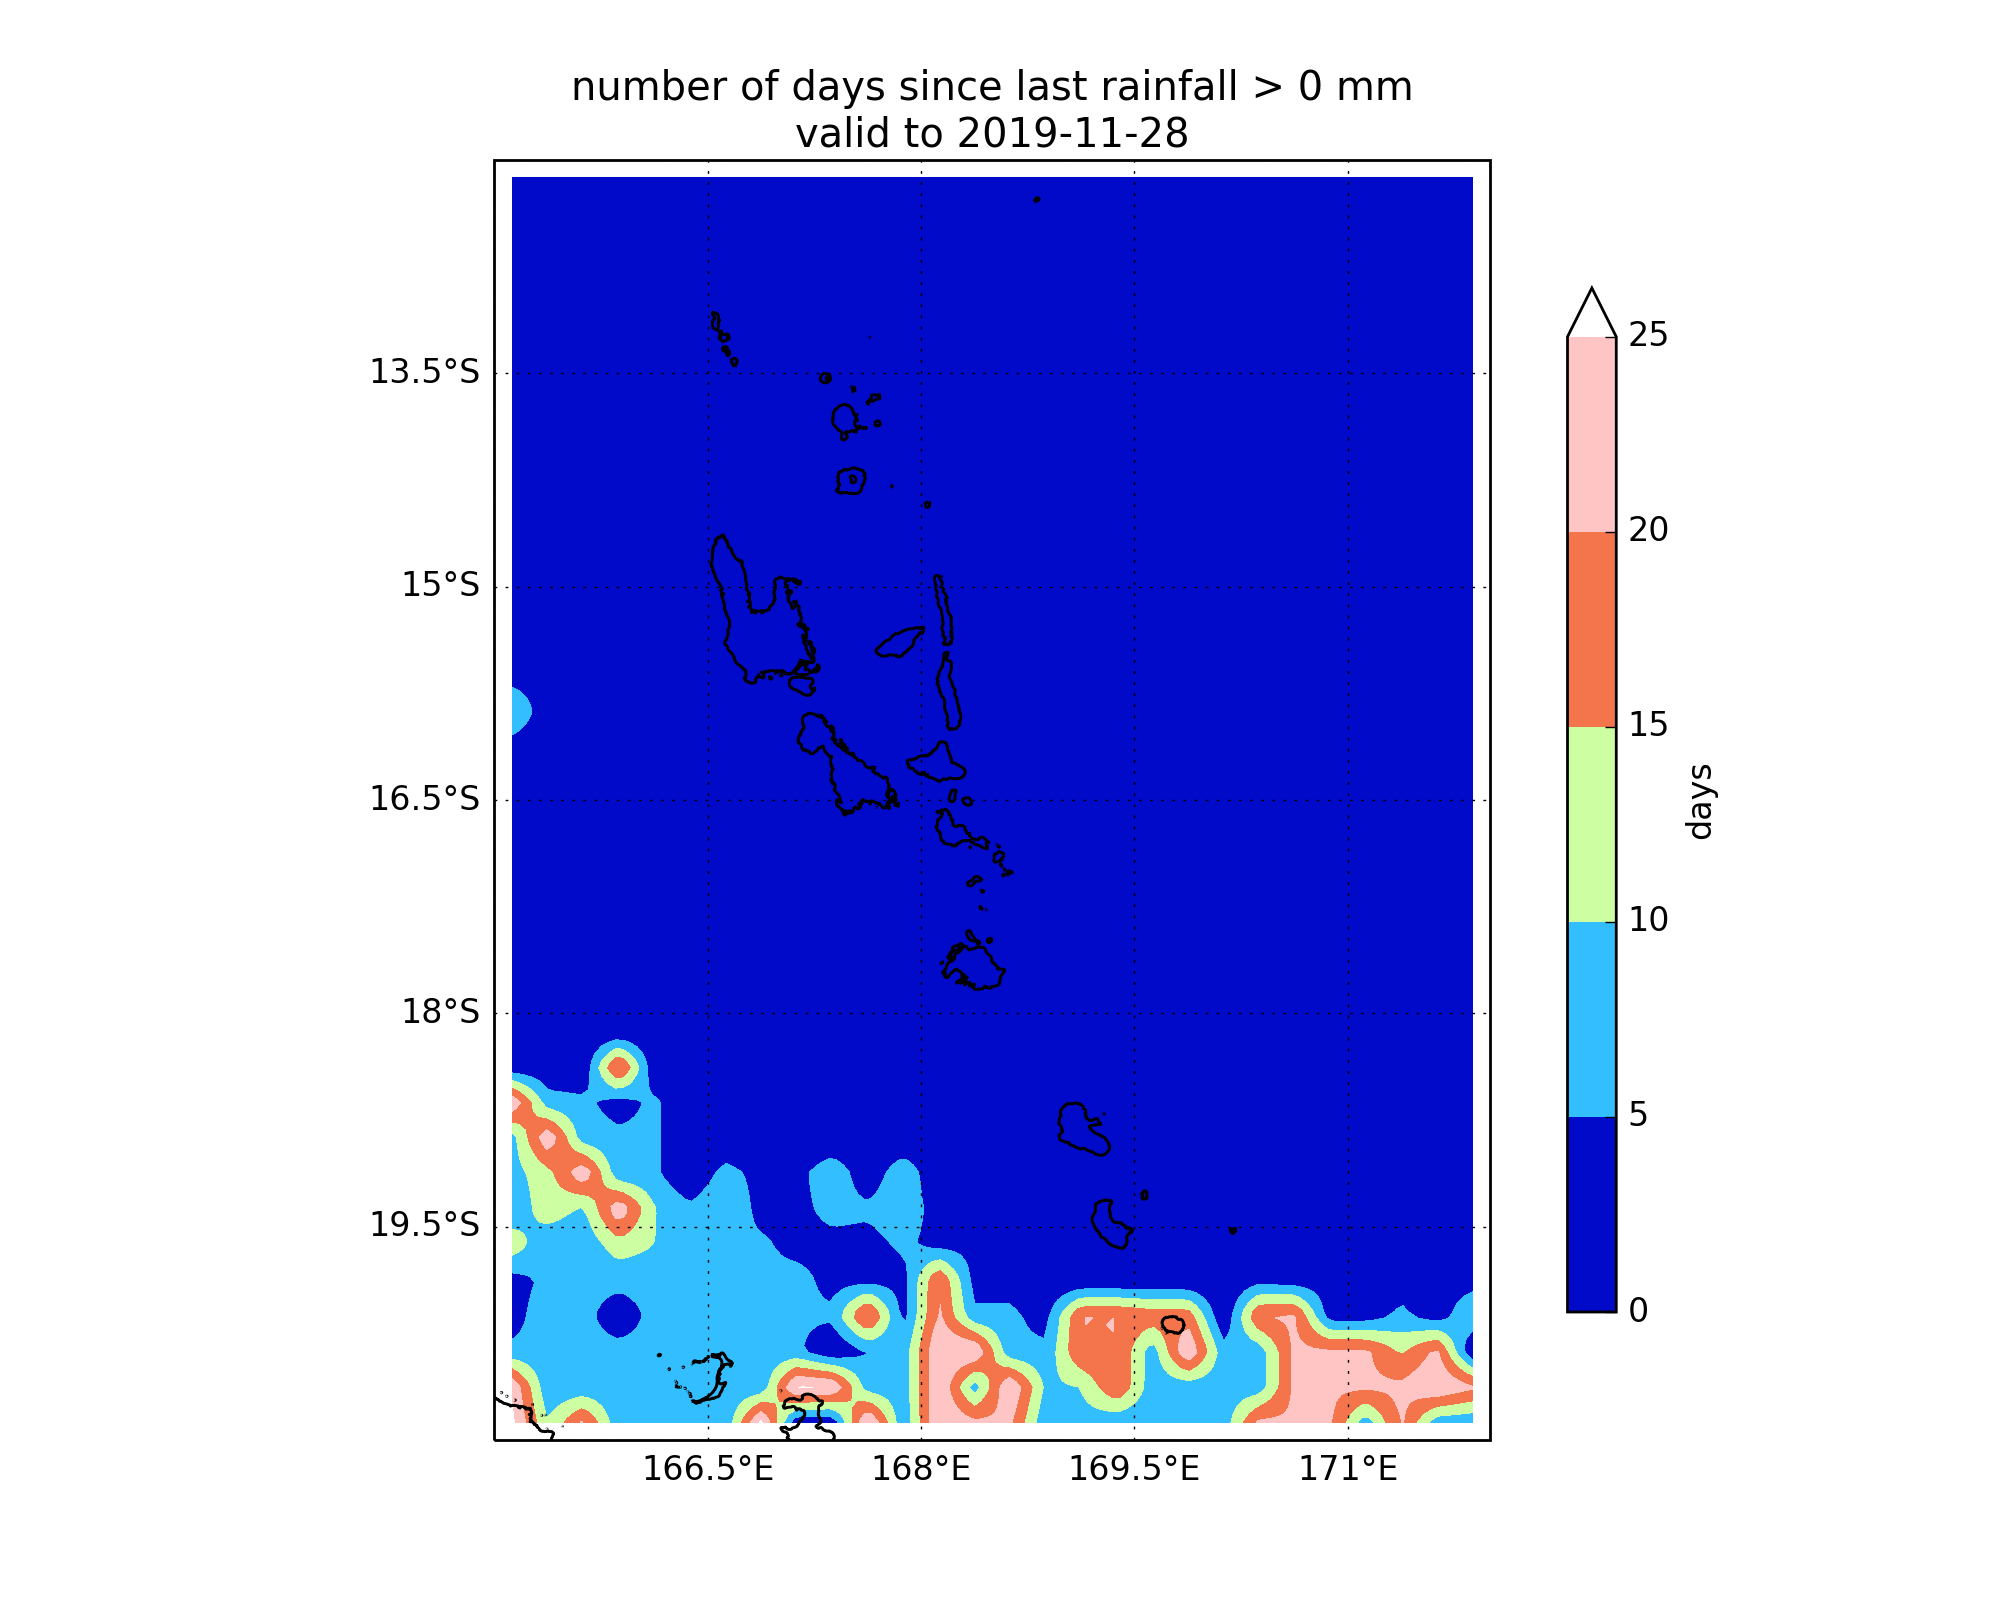 number of days since last rainfall > 0 mm
valid to 2019-11-28
13.5°S
15°S
16.5°S
18°S
19.5°S
166.5°E
168°E
169.5°E
171°E
25
20
15
10
5
0
days